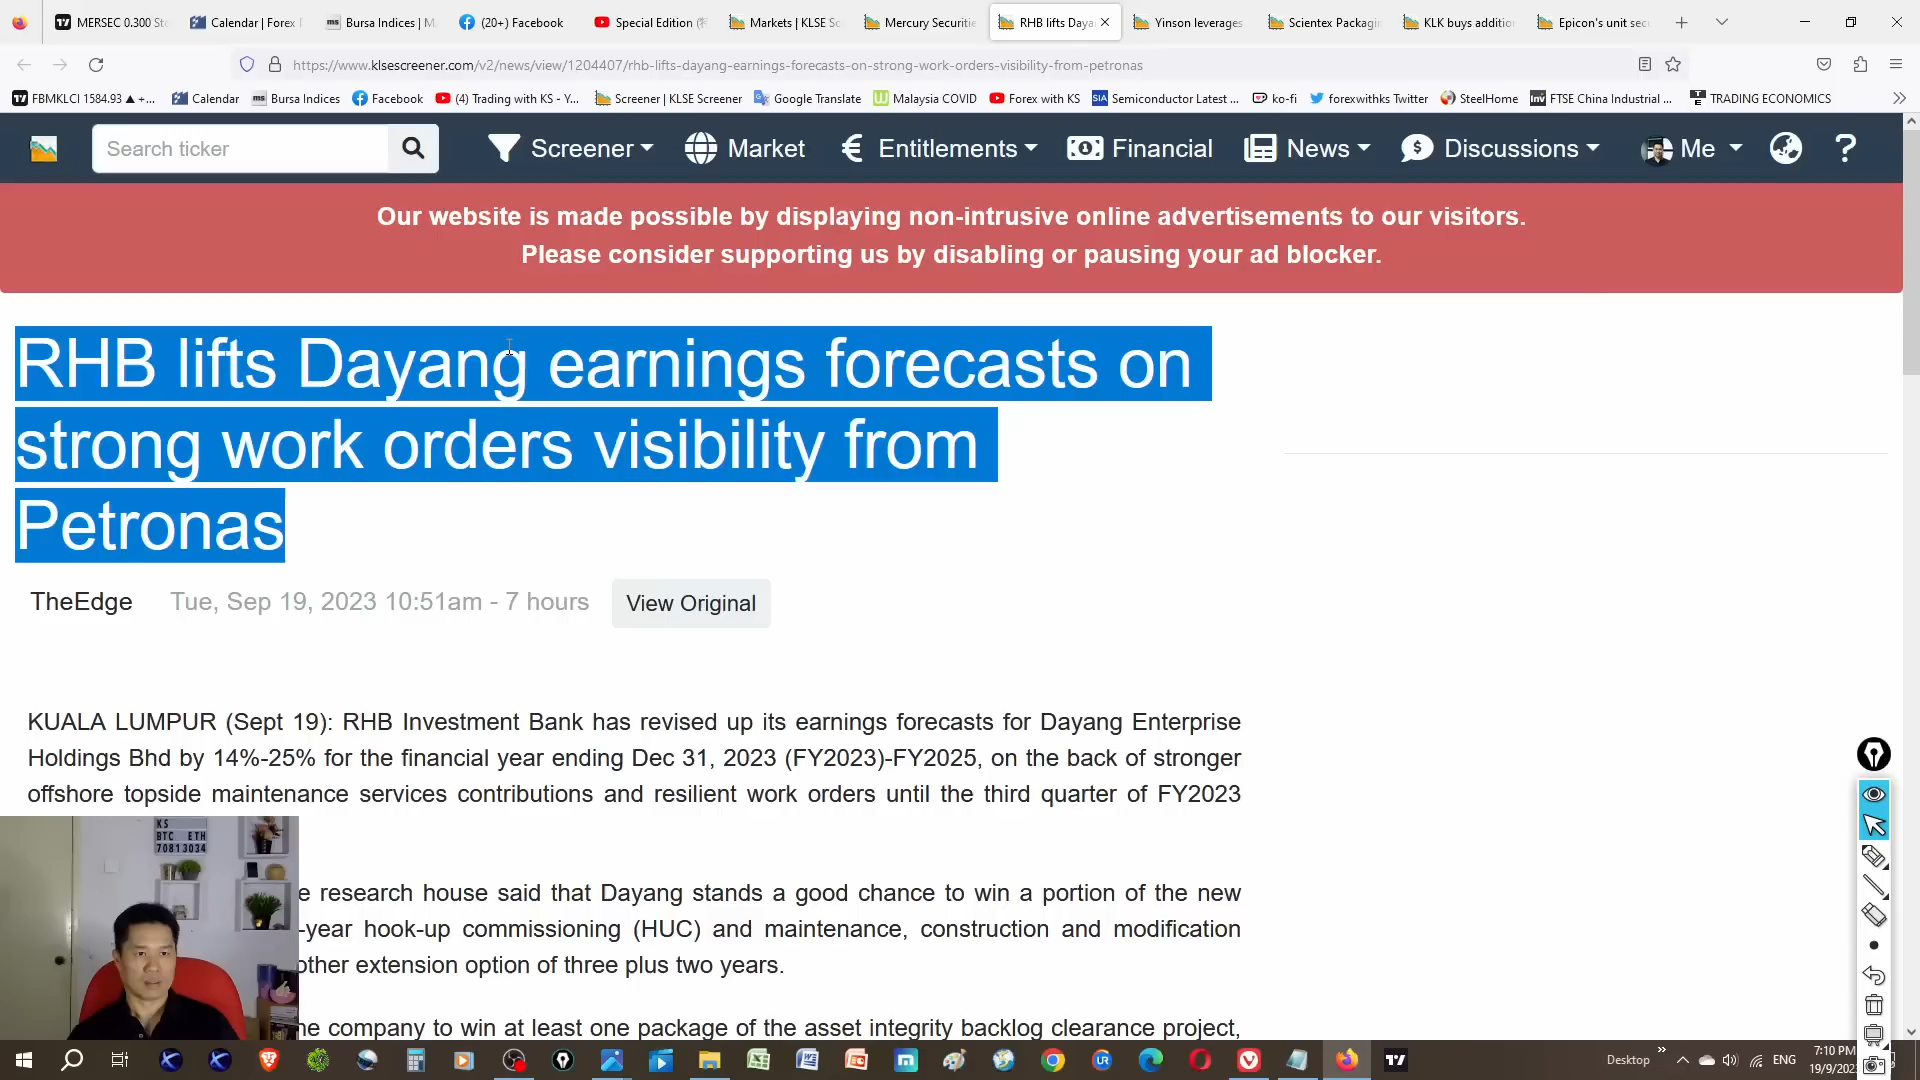 MERSEC 0.300 St
Calendar | Forex
Bursa Indices | M
(20+) Facebook
Special Edition
Markets | KLSE Sc
Mercury Securitie
RHB lifts Daya
Yinson leverages
Scientex Packagin
KLK buys additio
Epicon's unit sec
https://www.klsescreener.com/v2/news/view/1204407/rhb-lifts-dayang-earnings-forecasts-on-strong-work-orders-visibility-from-petronas
FBMKLCI 1584.93 ▲ +...
Calendar
ms Bursa Indices
Facebook
(4) Trading with KS - Y...
Screener | KLSE Screener
Google Translate
Malaysia COVID
Forex with KS
SIA Semiconductor Latest ...
ko-fi
forexwithks Twitter
SteelHome
Inv FTSE China Industrial ...
TRADING ECONOMICS
Search ticker
Screener
Market
Entitlements
Financial
News
Discussions
Me
Our website is made possible by displaying non-intrusive online advertisements to our visitors.
Please consider supporting us by disabling or pausing your ad blocker.
RHB lifts Dayang earnings forecasts on
strong work orders visibility from
Petronas
TheEdge
Tue, Sep 19, 2023 10:51am - 7 hours
View Original
KUALA LUMPUR (Sept 19): RHB Investment Bank has revised up its earnings forecasts for Dayang Enterprise
Holdings Bhd by 14%-25% for the financial year ending Dec 31, 2023 (FY2023)-FY2025, on the back of stronger
offshore topside maintenance services contributions and resilient work orders until the third quarter of FY2023
KS
BTC ETH
70813034
e research house said that Dayang stands a good chance to win a portion of the new
-year hook-up commissioning (HUC) and maintenance, construction and modification
other extension option of three plus two years.
he company to win at least one package of the asset integrity backlog clearance project,
Desktop
ENG
7:10 PM
19/9/202